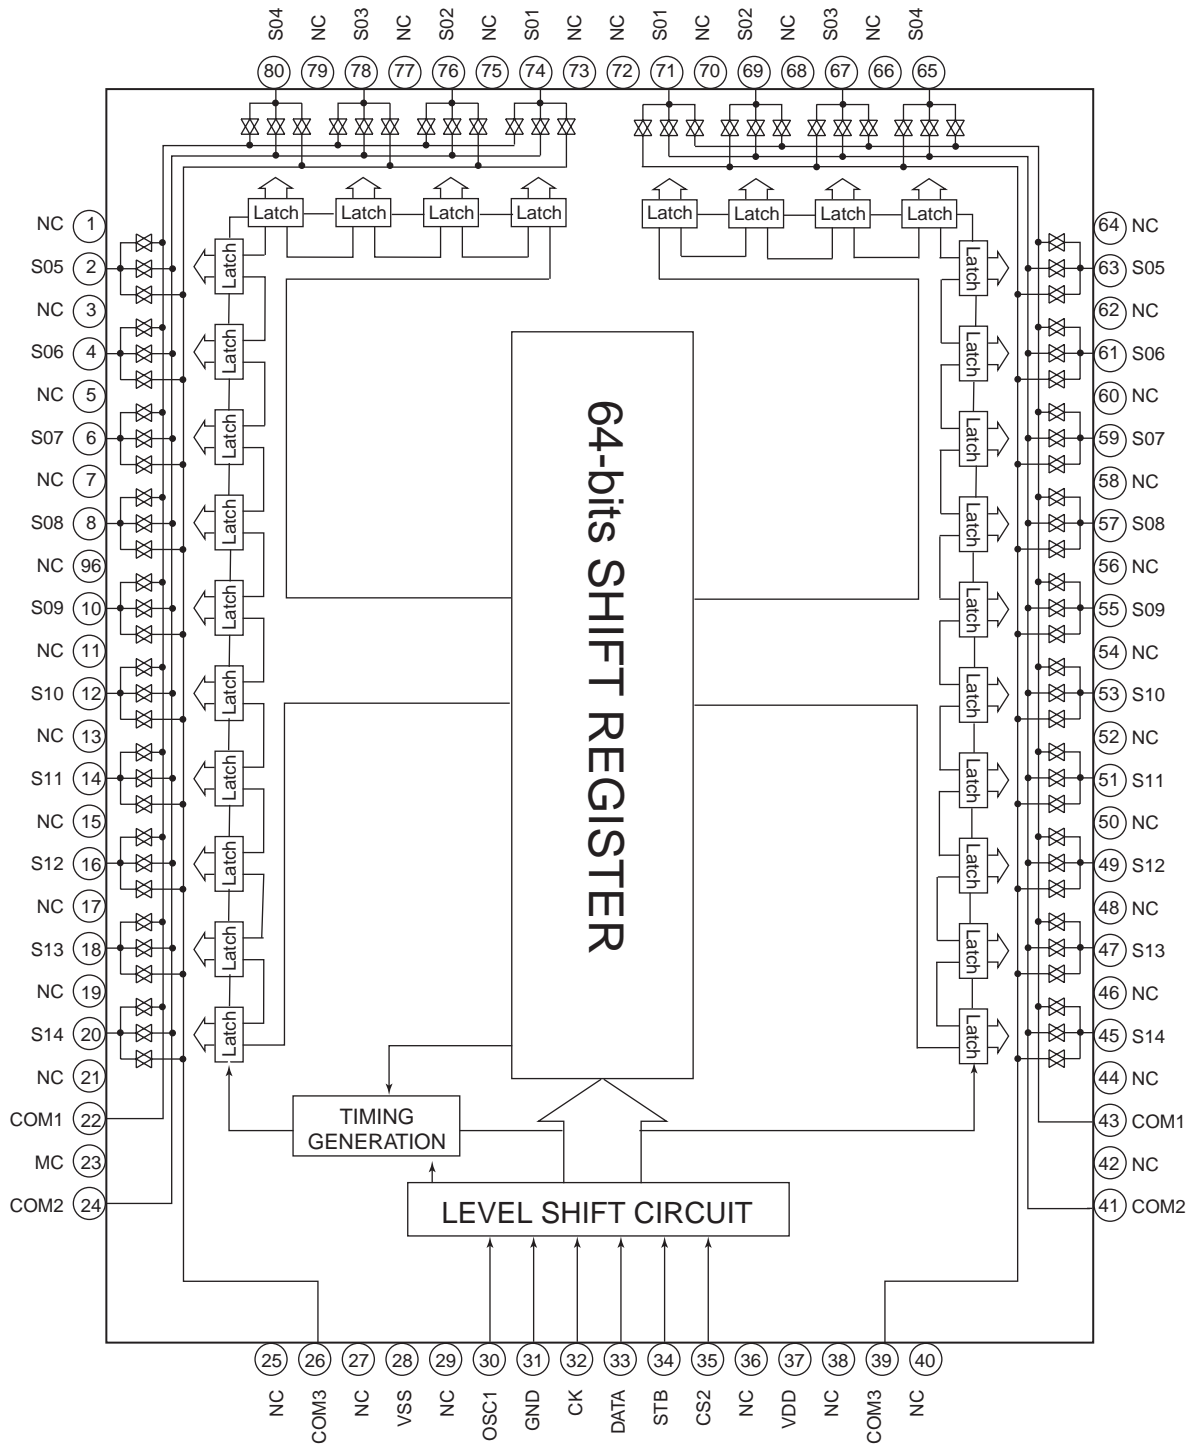 S04 NC S03 NC S02 NC S01 NC NC S01 NC S02 NC S03 NC S04
80 79 78 77 76 75 74 73 72 71 70 69 68 67 66 65
Latch Latch Latch Latch Latch Latch Latch Latch
NC 1
S05 2
NC 3
S06 4
NC 5
S07 6
NC 7
S08 8
NC 96
S09 10
NC 11
S10 12
NC 13
S11 14
NC 15
S12 16
NC 17
S13 18
NC 19
S14 20
NC 21
COM1 22
MC 23
COM2 24
Latch
Latch
Latch
Latch
Latch
Latch
Latch
Latch
Latch
Latch
64-bits SHIFT REGISTER
TIMING
GENERATION
LEVEL SHIFT CIRCUIT
Latch
Latch
Latch
Latch
Latch
Latch
Latch
Latch
Latch
Latch
64 NC
63 S05
62 NC
61 S06
60 NC
59 S07
58 NC
57 S08
56 NC
55 S09
54 NC
53 S10
52 NC
51 S11
50 NC
49 S12
48 NC
47 S13
46 NC
45 S14
44 NC
43 COM1
42 NC
41 COM2
25 26 27 28 29 30 31 32 33 34 35 36 37 38 39 40
NC COM3 NC VSS NC OSC1 GND CK DATA STB CS2 NC VDD NC COM3 NC